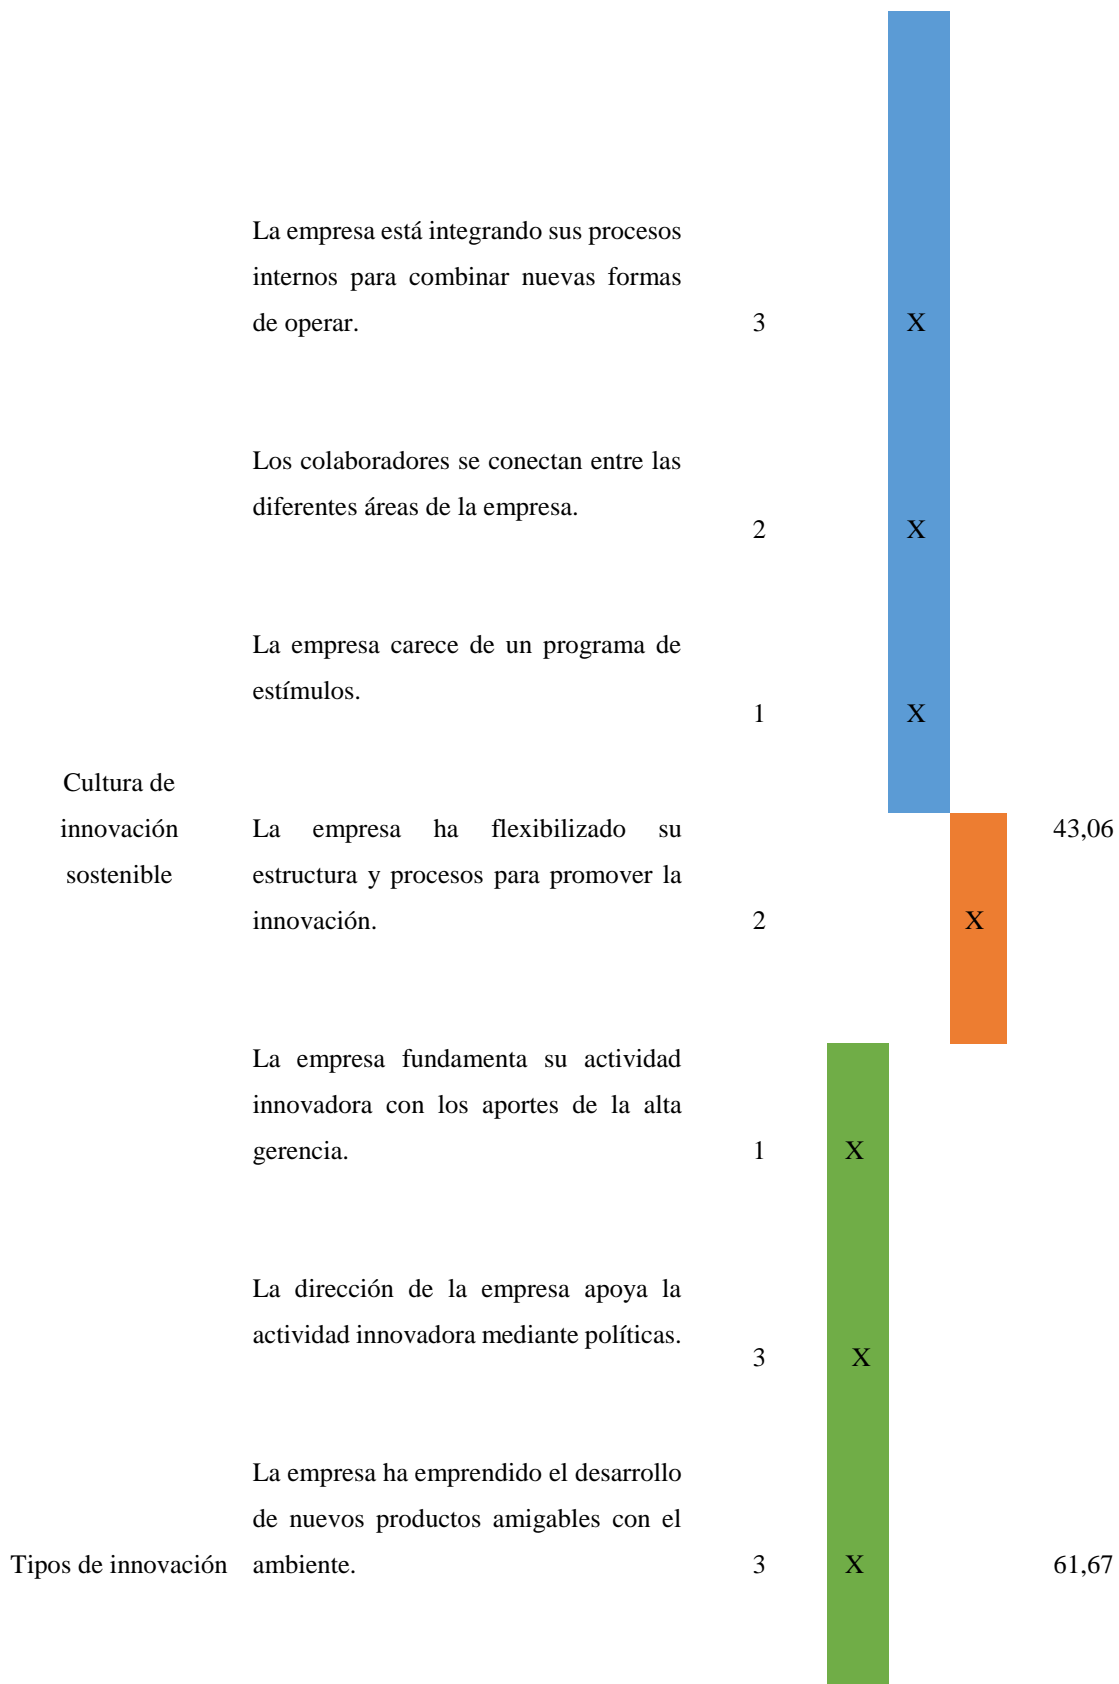 La empresa está integrando sus procesos
internos para combinar nuevas formas
de operar. 3 X
Los colaboradores se conectan entre las
diferentes áreas de la empresa.
2 X
La empresa carece de un programa de
estímulos.
1 X
Cultura de
innovación
sostenible
La empresa ha flexibilizado su
estructura y procesos para promover la
innovación. 2 X
43,06
La empresa fundamenta su actividad
innovadora con los aportes de la alta
gerencia. 1 X
La dirección de la empresa apoya la
actividad innovadora mediante políticas.
3 X
Tipos de innovación
La empresa ha emprendido el desarrollo
de nuevos productos amigables con el
ambiente. 3 X 61,67